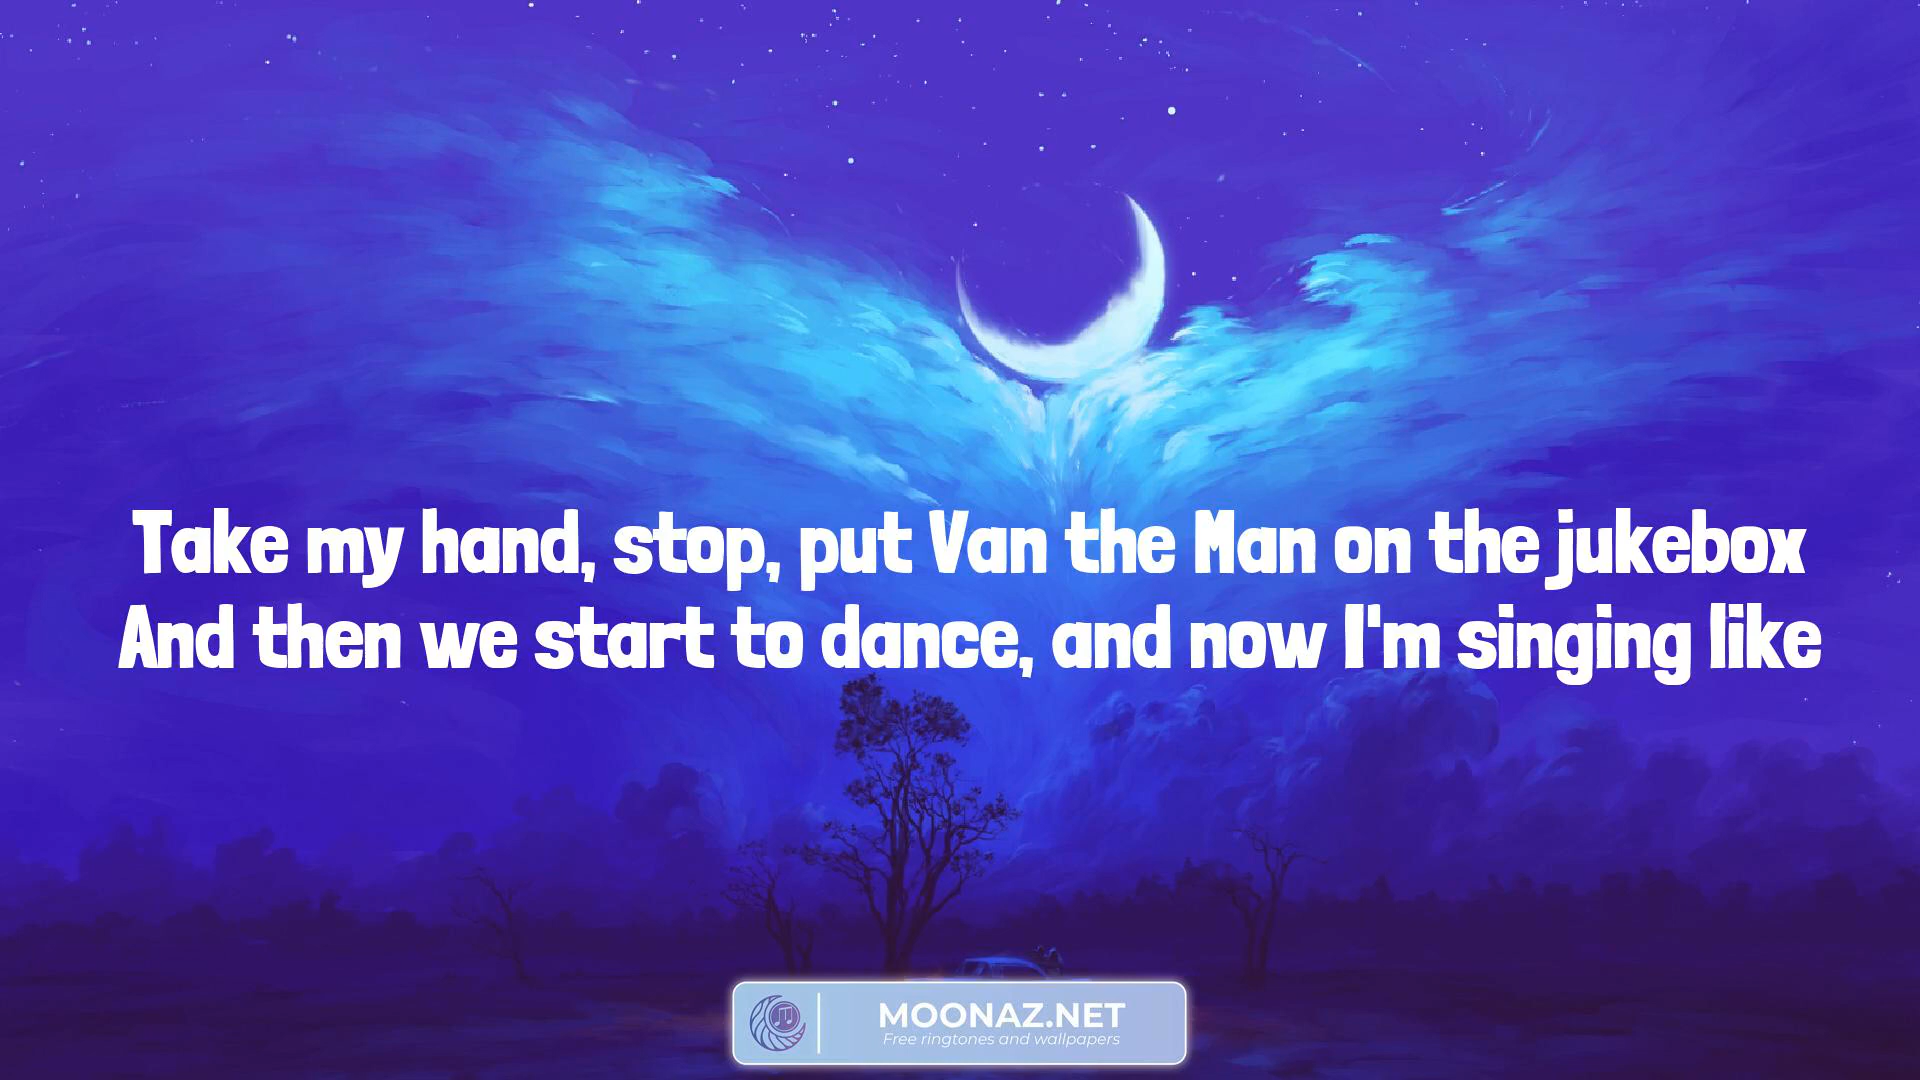 Take my hand, stop, put Van the Man on the jukebox
And then we start to dance, and now I'm singing like
MOONAZ.NET
Free ringtones and wallpapers